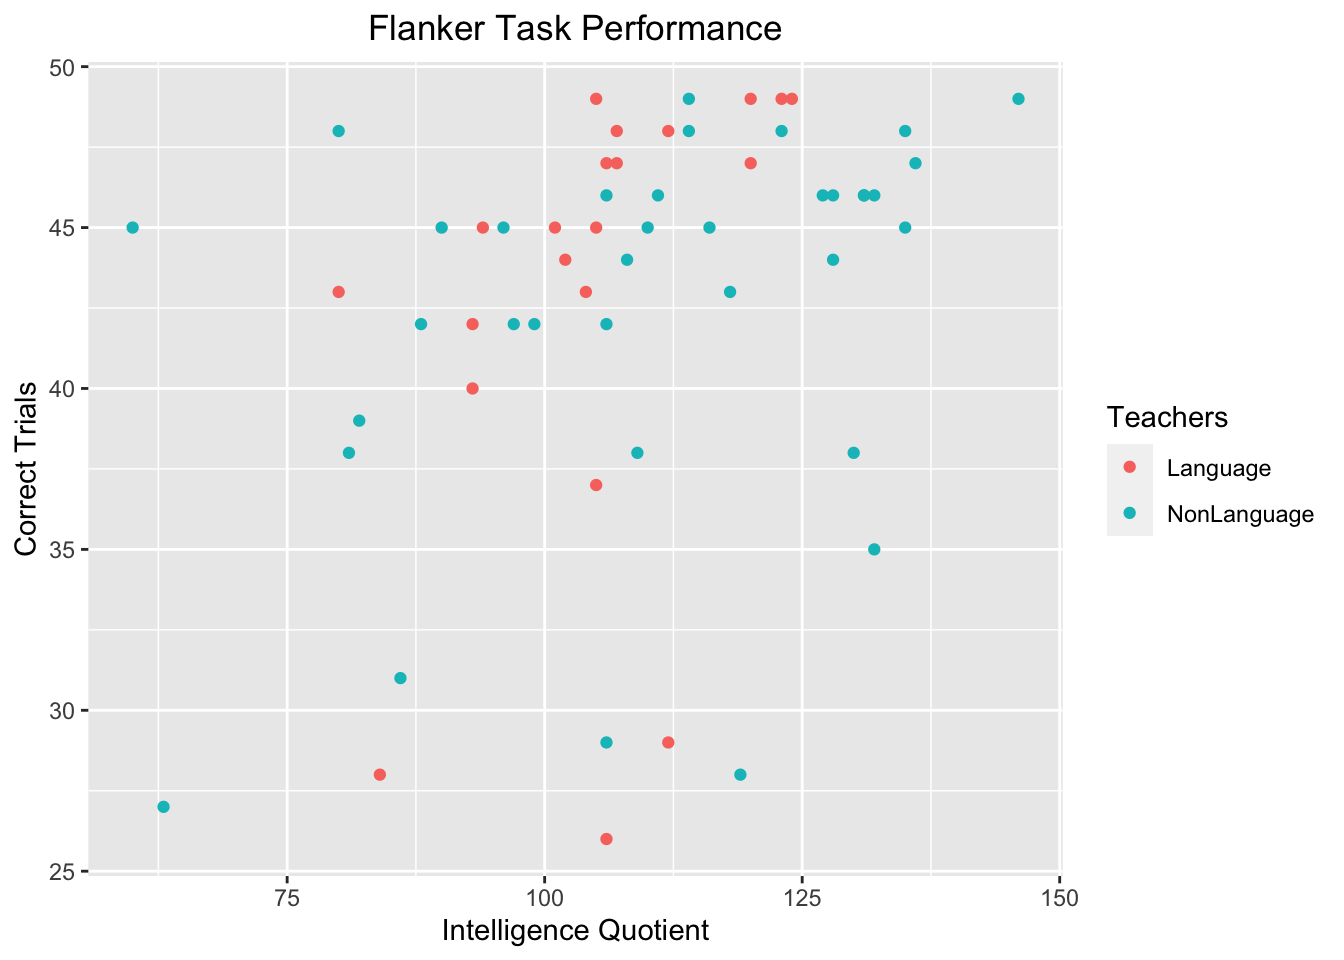 Flanker Task Performance
50
45
40
35
30
25
Correct Trials
75
100
125
150
Intelligence Quotient
Teachers
Language
NonLanguage